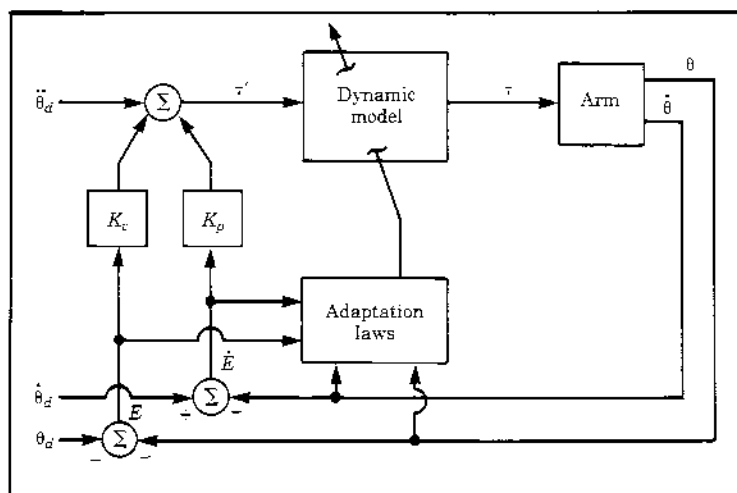 θ
θ̇
θ̈d
Σ
τ′
Dynamic
model
τ
Arm
Kv
Kp
Adaptation
laws
Ė
θ̇d
E
+
Σ
−
θd
Σ
−
−